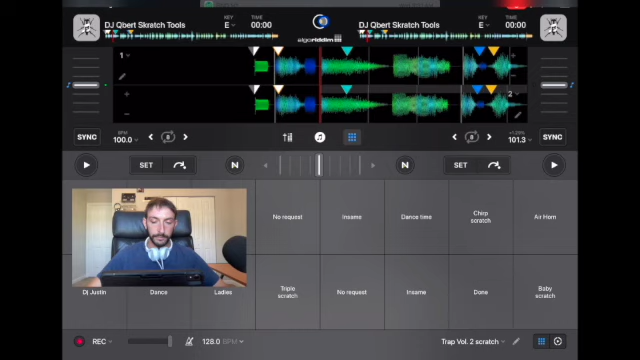 DJ Qbert Skratch Tools
KEY
E
TIME
00:00
algoriddim
DJ Qbert Skratch Tools
KEY
E
TIME
00:00
1
2
SYNC
BPM
100.0
8
8
+1.29%
101.3
SYNC
SET
N
N
SET
No request
Insame
Dance time
Chirp
scratch
Air Horn
Dj Justin
Dance
Ladies
Triple
scratch
No request
Insame
Done
Baby
scratch
REC
128.0 BPM
Trap Vol. 2 scratch